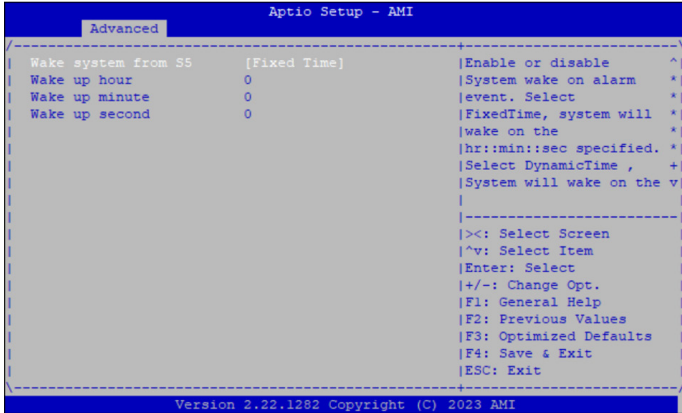 Aptio Setup - AMI
Advanced
Wake system from S5 [Fixed Time]
Wake up hour 0
Wake up minute 0
Wake up second 0
Enable or disable ^
System wake on alarm *
event. Select *
FixedTime, system will *
wake on the *
hr::min::sec specified. *
Select DynamicTime , +
System will wake on the v
><: Select Screen
^v: Select Item
Enter: Select
+/-: Change Opt.
F1: General Help
F2: Previous Values
F3: Optimized Defaults
F4: Save & Exit
ESC: Exit
Version 2.22.1282 Copyright (C) 2023 AMI